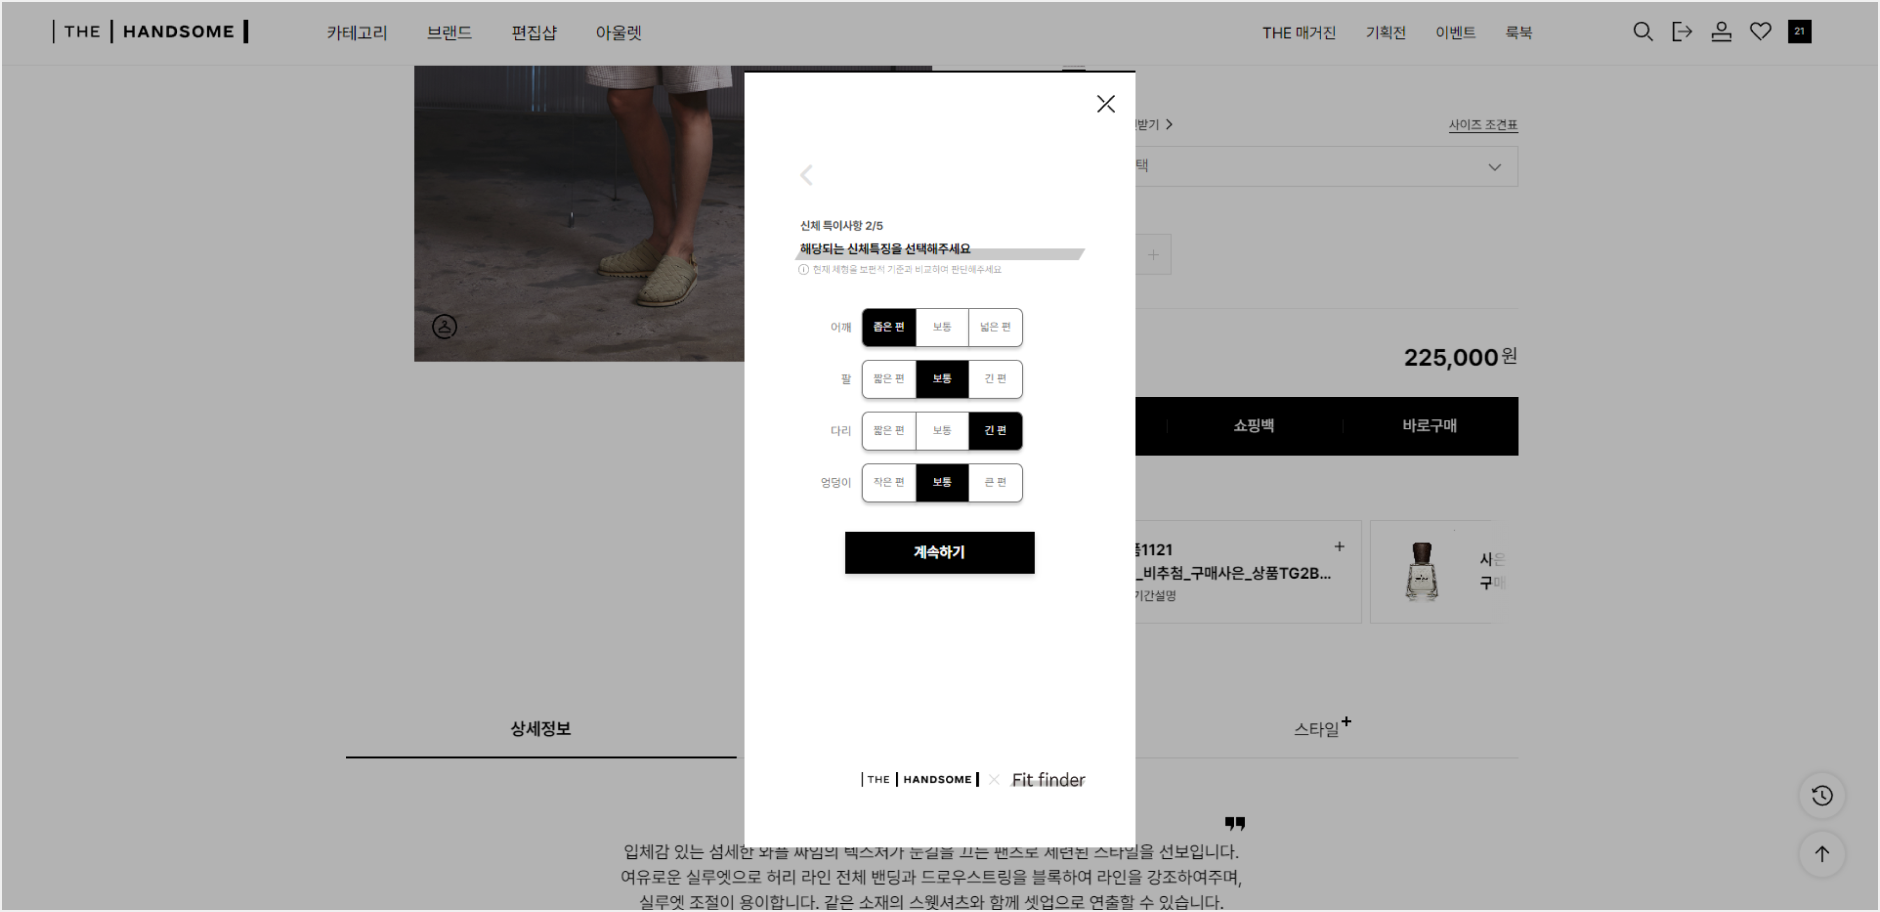 THE HANDSOME
카테고리
브랜드
편집샵
아울렛
THE 매거진
기획전
이벤트
룩북
21
받기
사이즈 조견표
택
신체 특이사항 2/5
해당되는 신체특징을 선택해주세요
현재 체형을 보편적 기준과 비교하여 판단해주세요
어깨 좁은 편 보통 넓은 편
팔 짧은 편 보통 긴 편
다리 짧은 편 보통 긴 편
엉덩이 작은 편 보통 큰 편
계속하기
225,000원
쇼핑백
바로구매
1121
_비추첨_구매사은_상품TG2B...
기간설명
사은
구매
상세정보
스타일+
THE HANDSOME × Fit finder
입체감 있는 섬세한 와플 짜임의 텍스처가 눈길을 끄는 팬츠로 세련된 스타일을 선보입니다.
여유로운 실루엣으로 허리 라인 전체 밴딩과 드로우스트링을 블록하여 라인을 강조하여주며,
실루엣 조절이 용이합니다. 같은 소재의 스웻셔츠와 함께 셋업으로 연출할 수 있습니다.